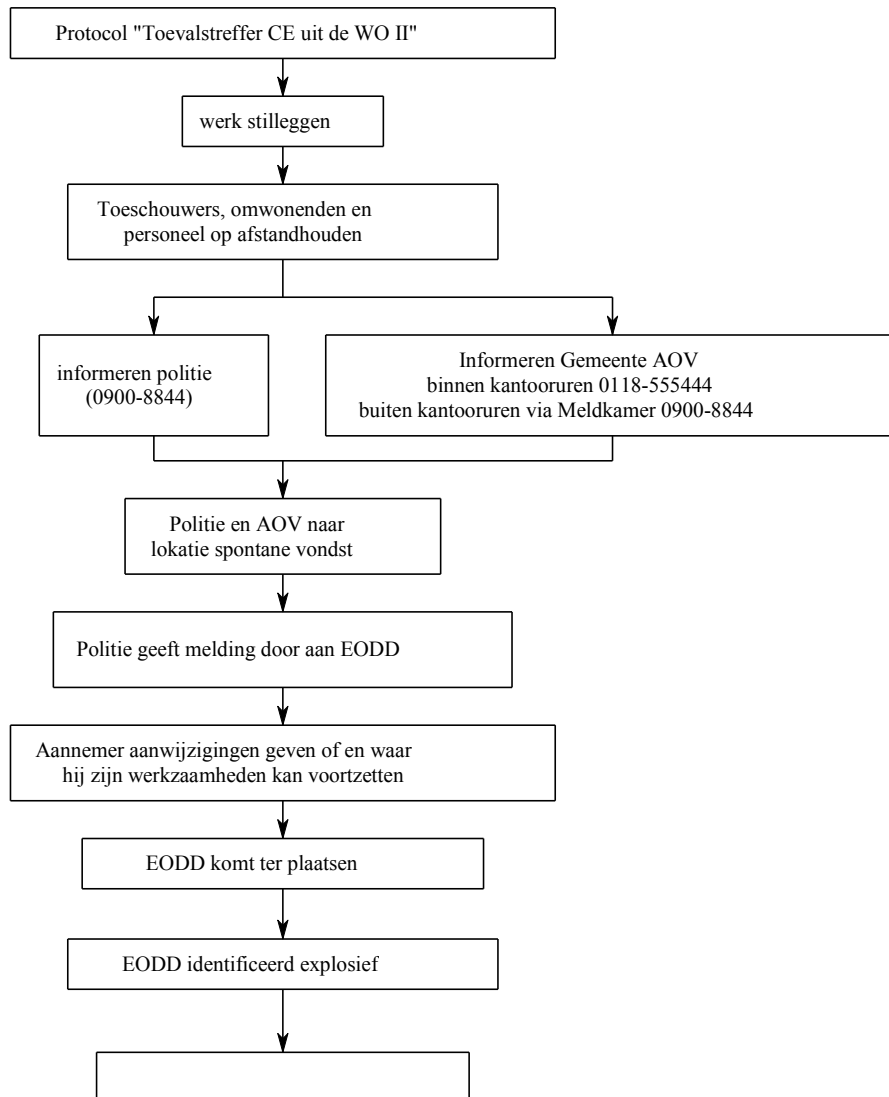 Protocol "Toevalstreffer CE uit de WO II"
werk stilleggen
Toeschouwers, omwonenden en
personeel op afstandhouden
informeren politie
(0900-8844)
Informeren Gemeente AOV
binnen kantooruren 0118-555444
buiten kantooruren via Meldkamer 0900-8844
Politie en AOV naar
lokatie spontane vondst
Politie geeft melding door aan EODD
Aannemer aanwijzigingen geven of en waar
hij zijn werkzaamheden kan voortzetten
EODD komt ter plaatsen
EODD identificeerd explosief